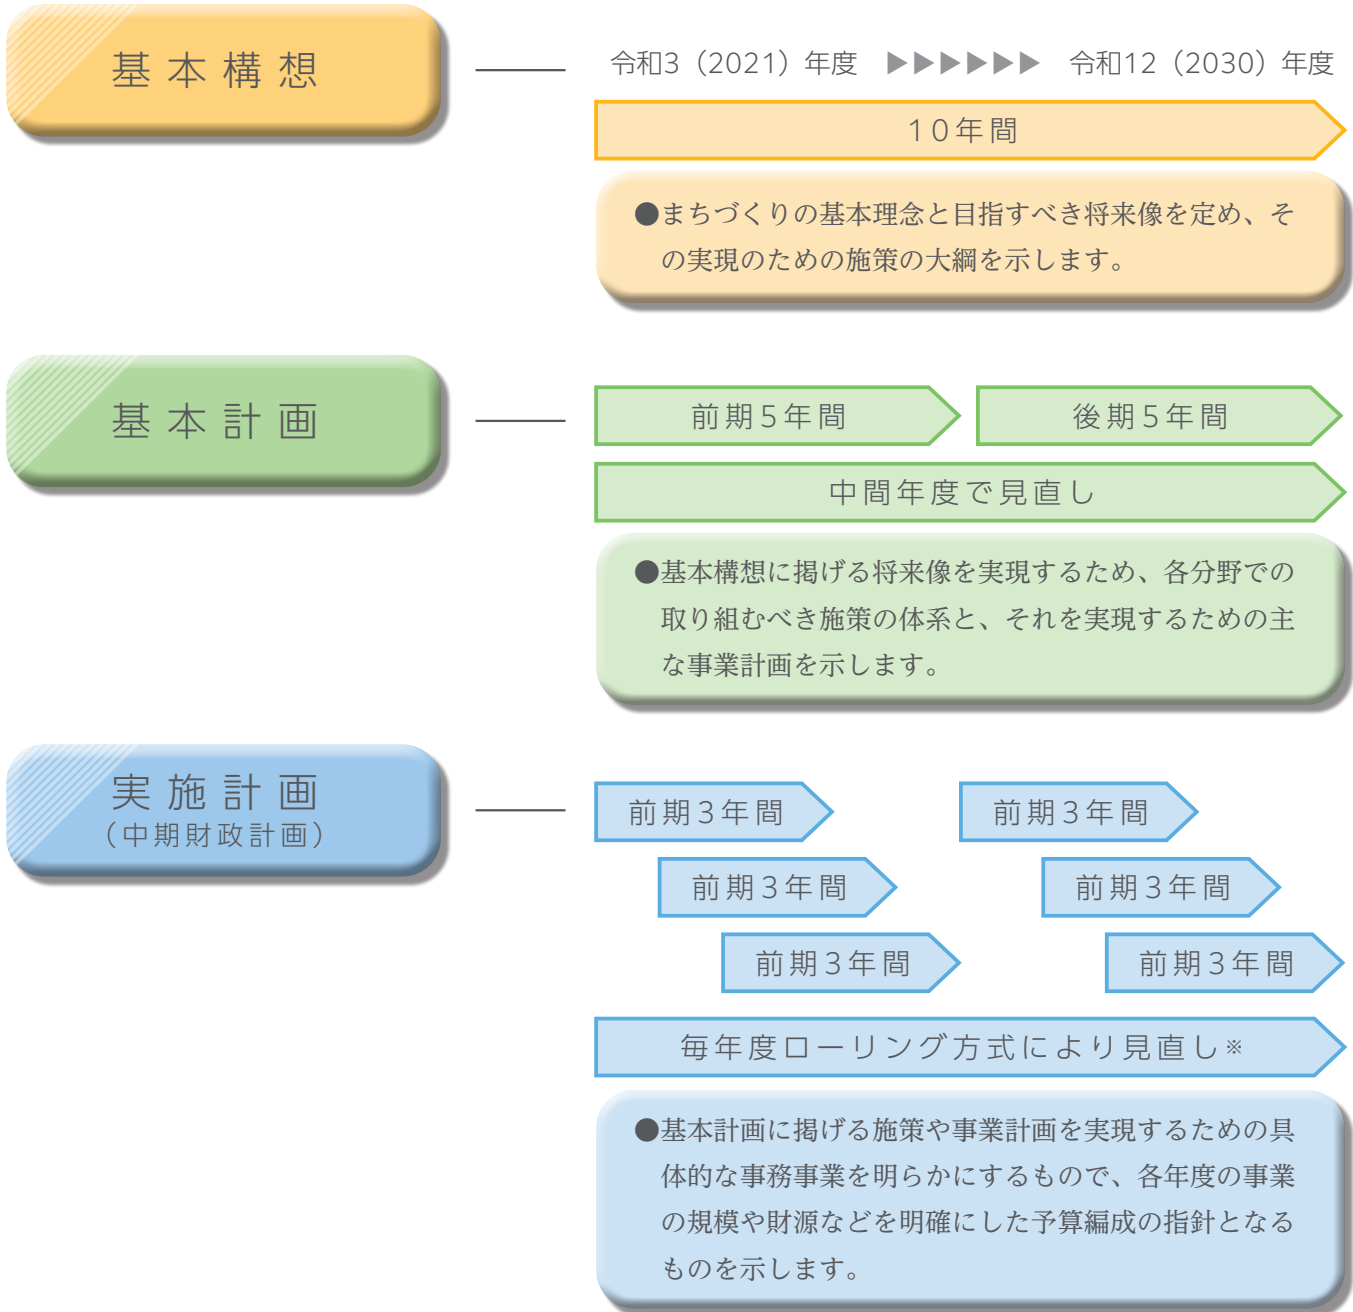 基本構想
令和3（2021）年度 ▶▶▶▶▶▶ 令和12（2030）年度
10年間
●まちづくりの基本理念と目指すべき将来像を定め、そ
の実現のための施策の大綱を示します。
基本計画
前期5年間 後期5年間
中間年度で見直し
●基本構想に掲げる将来像を実現するため、各分野での
取り組むべき施策の体系と、それを実現するための主
な事業計画を示します。
実施計画
（中期財政計画）
前期3年間 前期3年間
前期3年間 前期3年間
前期3年間 前期3年間
毎年度ローリング方式により見直し※
●基本計画に掲げる施策や事業計画を実現するための具
体的な事務事業を明らかにするもので、各年度の事業
の規模や財源などを明確にした予算編成の指針となる
ものを示します。